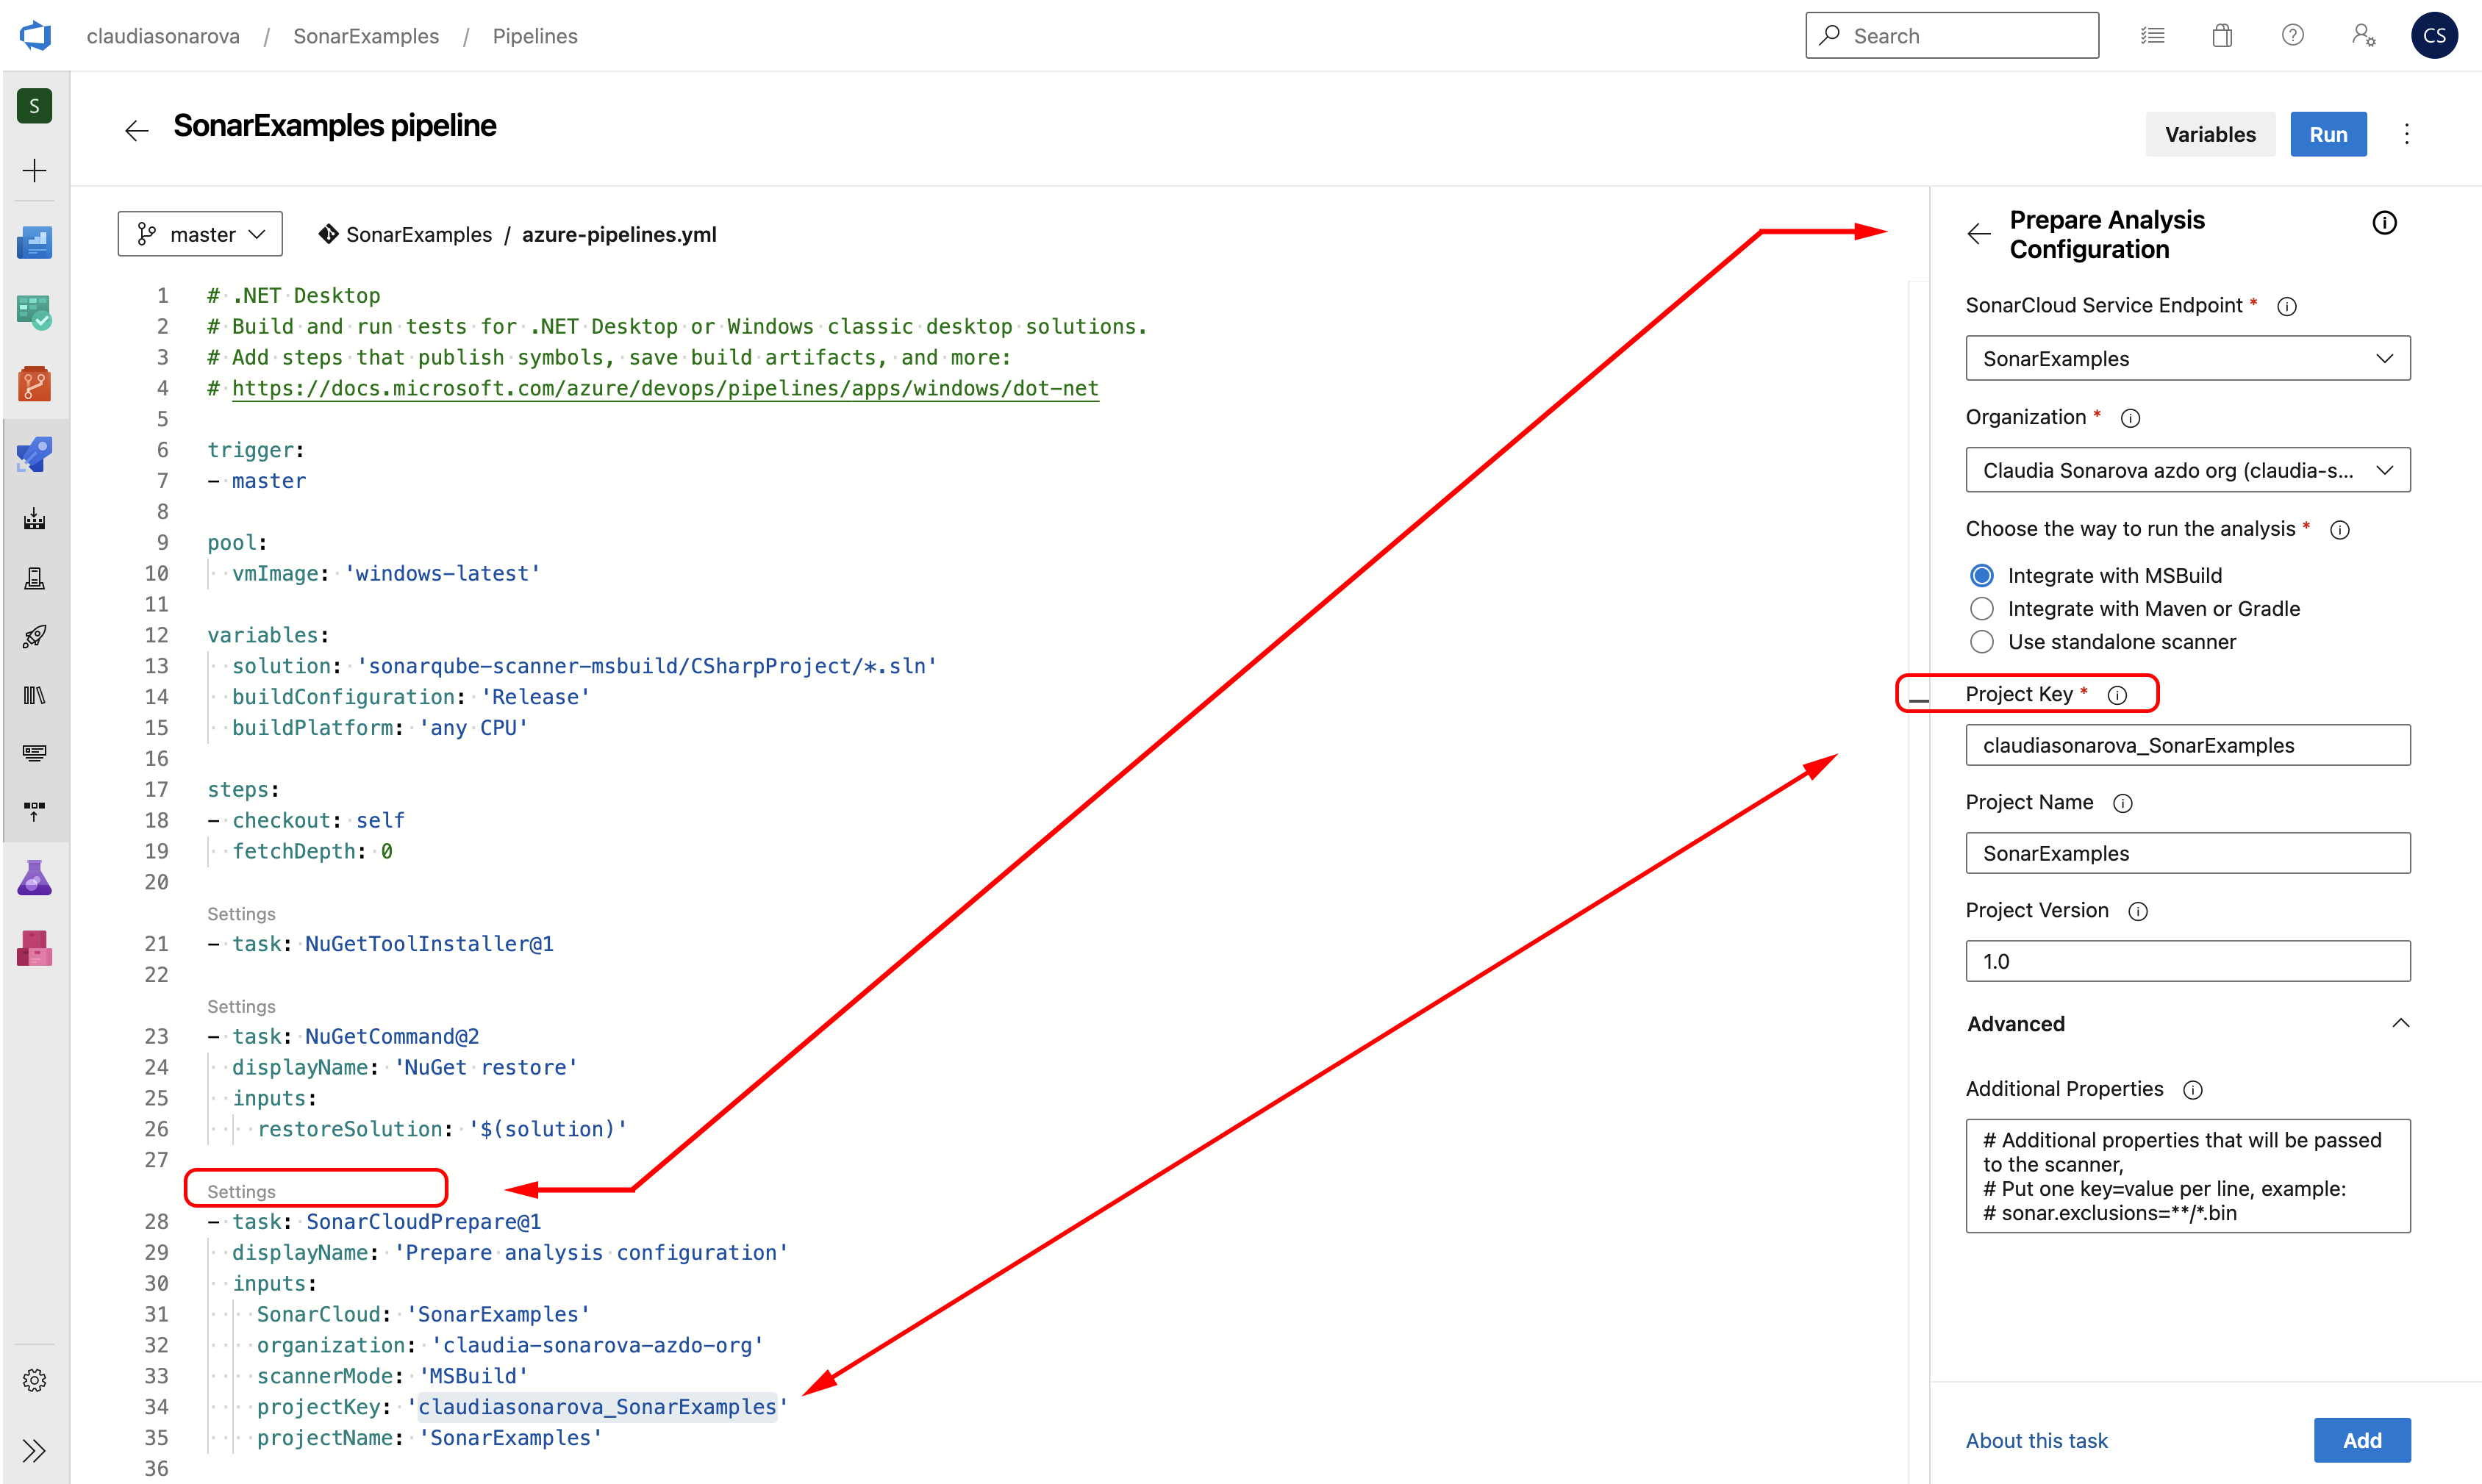 claudiasonarova / SonarExamples / Pipelines
Search
CS
S
SonarExamples pipeline
Variables
Run
master
SonarExamples / azure-pipelines.yml
1 # .NET Desktop
2 # Build and run tests for .NET Desktop or Windows classic desktop solutions.
3 # Add steps that publish symbols, save build artifacts, and more:
4 # https://docs.microsoft.com/azure/devops/pipelines/apps/windows/dot-net
5
6 trigger:
7 - master
8
9 pool:
10   vmImage: 'windows-latest'
11
12 variables:
13   solution: 'sonarqube-scanner-msbuild/CSharpProject/*.sln'
14   buildConfiguration: 'Release'
15   buildPlatform: 'any CPU'
16
17 steps:
18 - checkout: self
19   fetchDepth: 0
20
Settings
21 - task: NuGetToolInstaller@1
22
Settings
23 - task: NuGetCommand@2
24   displayName: 'NuGet restore'
25   inputs:
26     restoreSolution: '$(solution)'
27
Settings
28 - task: SonarCloudPrepare@1
29   displayName: 'Prepare analysis configuration'
30   inputs:
31     SonarCloud: 'SonarExamples'
32     organization: 'claudia-sonarova-azdo-org'
33     scannerMode: 'MSBuild'
34     projectKey: 'claudiasonarova_SonarExamples'
35     projectName: 'SonarExamples'
36
Prepare Analysis
Configuration
SonarCloud Service Endpoint *
SonarExamples
Organization *
Claudia Sonarova azdo org (claudia-s...
Choose the way to run the analysis *
Integrate with MSBuild
Integrate with Maven or Gradle
Use standalone scanner
Project Key *
claudiasonarova_SonarExamples
Project Name
SonarExamples
Project Version
1.0
Advanced
Additional Properties
# Additional properties that will be passed
to the scanner,
# Put one key=value per line, example:
# sonar.exclusions=**/*.bin
About this task
Add